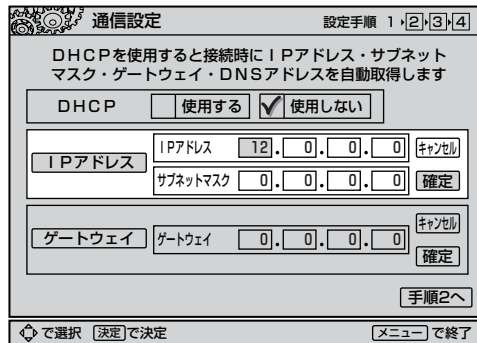 通信設定 設定手順 1▸2▸3▸4
DHCPを使用すると接続時にIPアドレス・サブネット
マスク・ゲートウェイ・DNSアドレスを自動取得します
DHCP 使用する ✓ 使用しない
IPアドレス
IPアドレス 12.0.0.0 キャンセル
サブネットマスク 0.0.0.0 確定
ゲートウェイ
ゲートウェイ 0.0.0.0
キャンセル
確定
手順2へ
で選択 決定で決定 メニューで終了